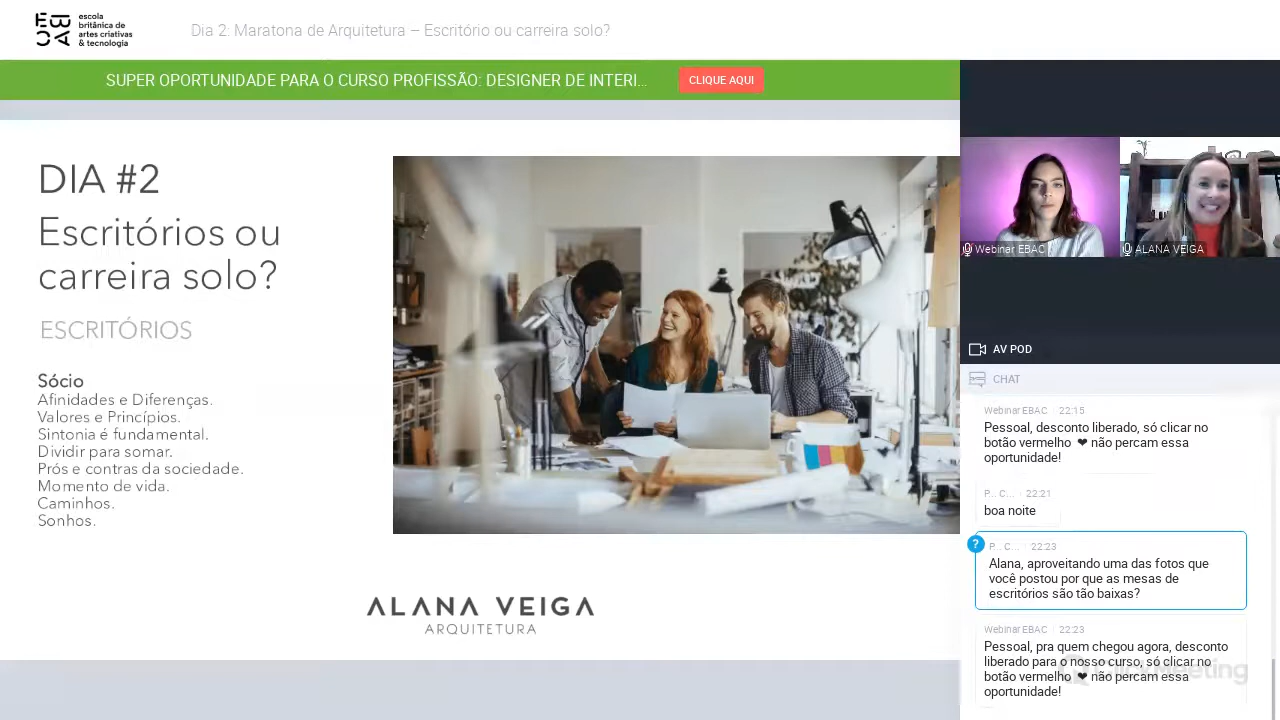 EBAC
escola
britânica de
artes criativas
& tecnologia
Dia 2: Maratona de Arquitetura – Escritório ou carreira solo?
SUPER OPORTUNIDADE PARA O CURSO PROFISSÃO: DESIGNER DE INTERI...
CLIQUE AQUI
DIA #2
Escritórios ou
carreira solo?
ESCRITÓRIOS
Sócio
Afinidades e Diferenças.
Valores e Princípios.
Sintonia é fundamental.
Dividir para somar.
Prós e contras da sociedade.
Momento de vida.
Caminhos.
Sonhos.
ALANA VEIGA
ARQUITETURA
Webinar EBAC
ALANA VEIGA
AV POD
CHAT
Webinar EBAC 22:15
Pessoal, desconto liberado, só clicar no
botão vermelho ❤ não percam essa
oportunidade!
P... C... 22:21
boa noite
?
P... C... 22:23
Alana, aproveitando uma das fotos que
você postou por que as mesas de
escritórios são tão baixas?
Webinar EBAC 22:23
Pessoal, pra quem chegou agora, desconto
liberado para o nosso curso, só clicar no
botão vermelho ❤ não percam essa
oportunidade!